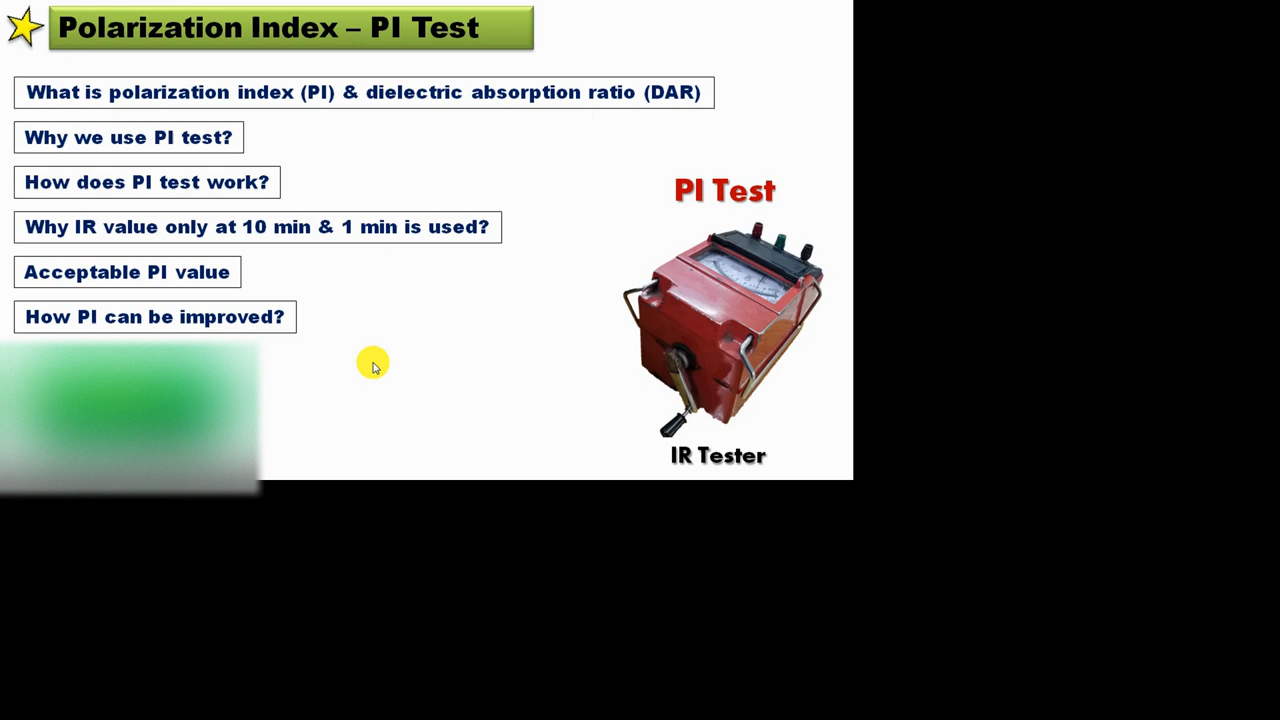 Polarization Index – PI Test
What is polarization index (PI) & dielectric absorption ratio (DAR)
Why we use PI test?
How does PI test work?
Why IR value only at 10 min & 1 min is used?
Acceptable PI value
How PI can be improved?
PI Test
IR Tester